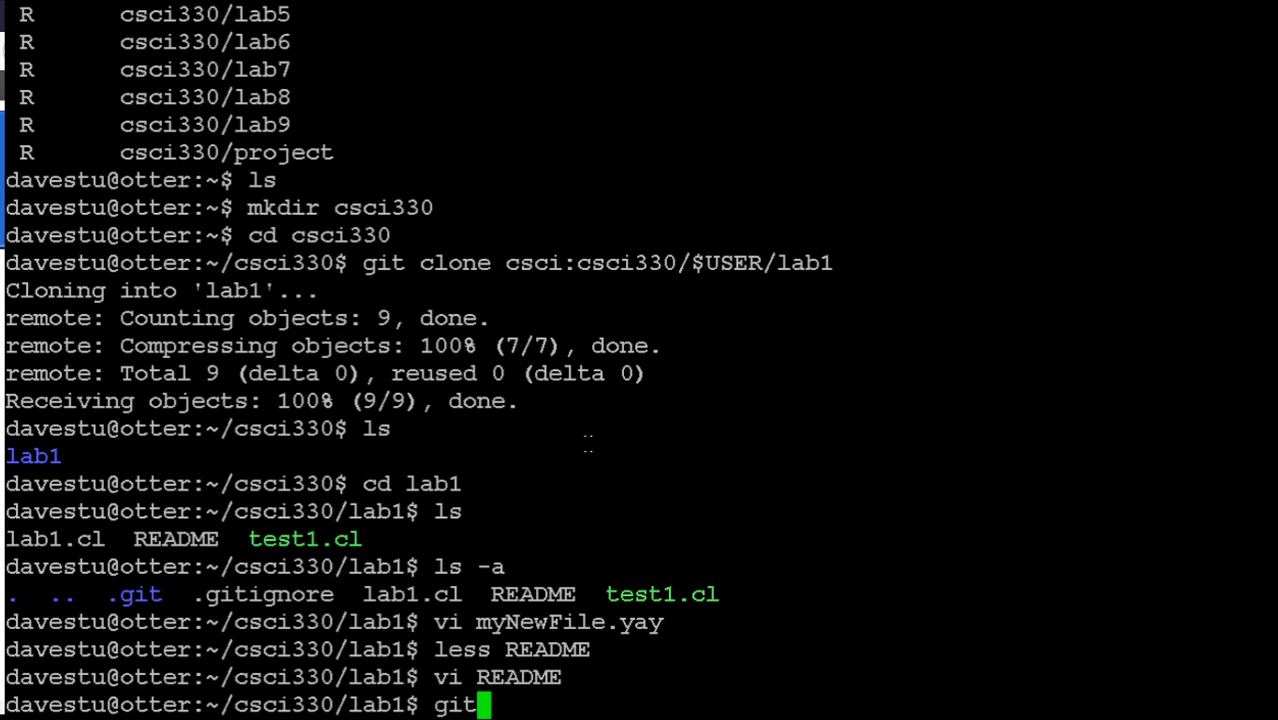 R      csci330/lab5
R      csci330/lab6
R      csci330/lab7
R      csci330/lab8
R      csci330/lab9
R      csci330/project
davestu@otter:~$ ls
davestu@otter:~$ mkdir csci330
davestu@otter:~$ cd csci330
davestu@otter:~/csci330$ git clone csci:csci330/$USER/lab1
Cloning into 'lab1'...
remote: Counting objects: 9, done.
remote: Compressing objects: 100% (7/7), done.
remote: Total 9 (delta 0), reused 0 (delta 0)
Receiving objects: 100% (9/9), done.
davestu@otter:~/csci330$ ls
lab1
davestu@otter:~/csci330$ cd lab1
davestu@otter:~/csci330/lab1$ ls
lab1.cl  README  test1.cl
davestu@otter:~/csci330/lab1$ ls -a
.  ..  .git  .gitignore  lab1.cl  README  test1.cl
davestu@otter:~/csci330/lab1$ vi myNewFile.yay
davestu@otter:~/csci330/lab1$ less README
davestu@otter:~/csci330/lab1$ vi README
davestu@otter:~/csci330/lab1$ git